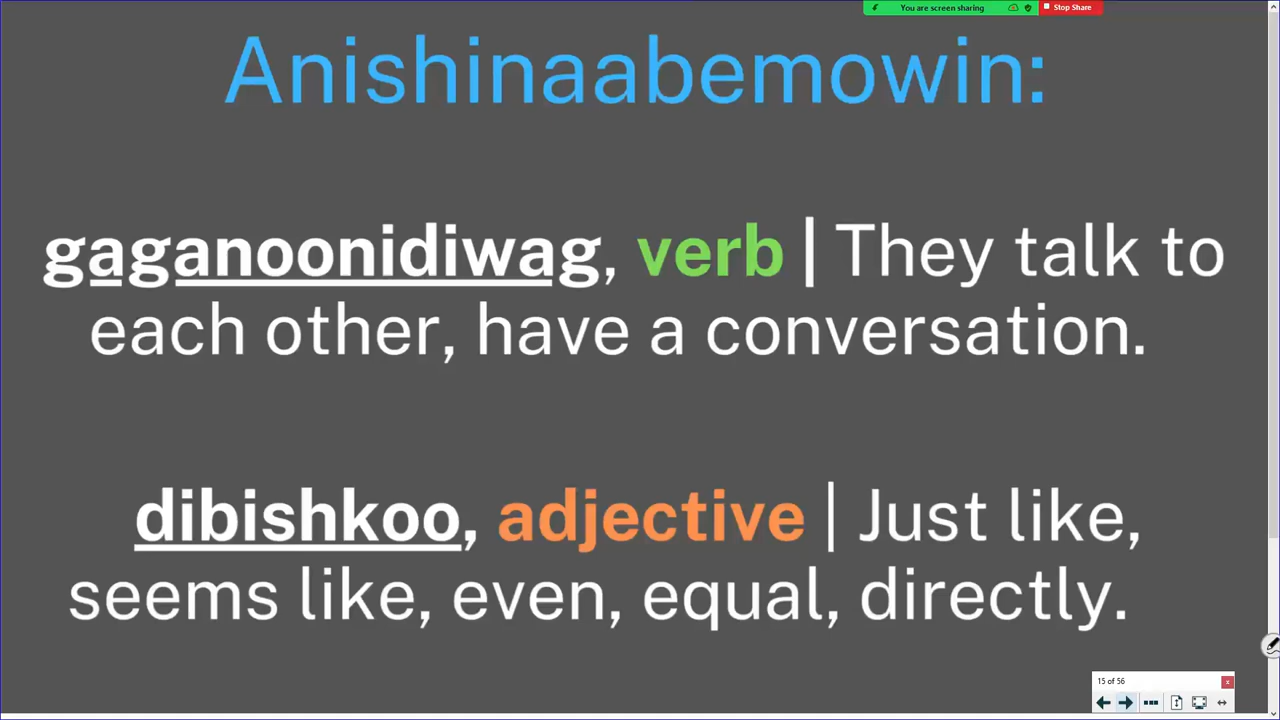 You are screen sharing
Stop Share
Anishinaabemowin:
gaganoonidiwag, verb | They talk to
each other, have a conversation.
dibishkoo, adjective | Just like,
seems like, even, equal, directly.
15 of 56